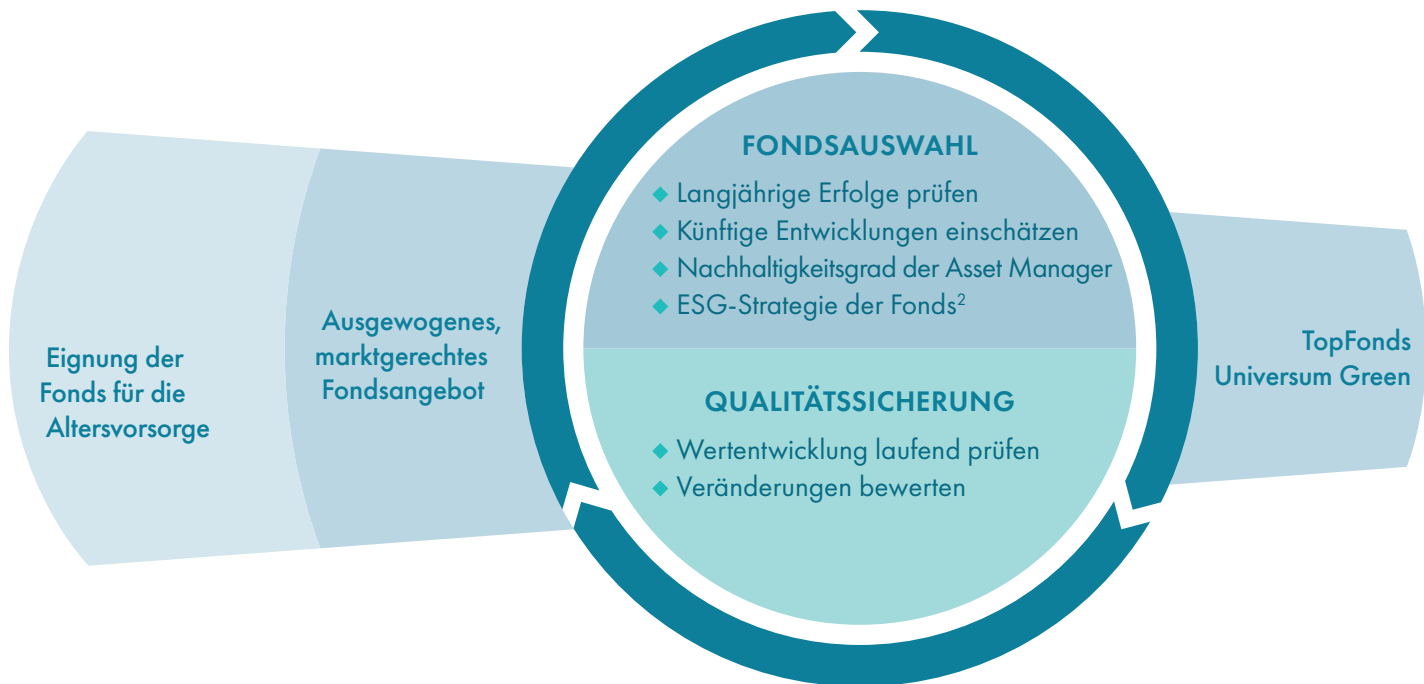 Eignung der
Fonds für die
Altersvorsorge
Ausgewogenes,
marktgerechtes
Fondsangebot
FONDSAUSWAHL
◆ Langjährige Erfolge prüfen
◆ Künftige Entwicklungen einschätzen
◆ Nachhaltigkeitsgrad der Asset Manager
◆ ESG-Strategie der Fonds²
QUALITÄTSSICHERUNG
◆ Wertentwicklung laufend prüfen
◆ Veränderungen bewerten
TopFonds
Universum Green